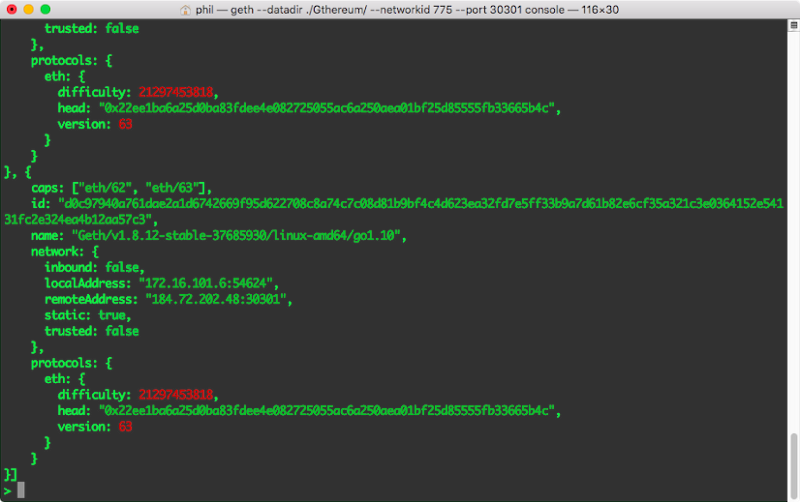 phil — geth --datadir ./Gthereum/ --networkid 775 --port 30301 console — 116×30
trusted: false
},
protocols: {
eth: {
difficulty: 21297453818,
head: "0x22ee1ba6a25d0ba83fdee4e082725055ac6a250aea01bf25d85555fb33665b4c",
version: 63
}
}
}, {
caps: ["eth/62", "eth/63"],
id: "d0c97940a761dae2a1d6742669f95d622708c8a74c7c08d81b9bf4c4d623ea32fd7e5ff33b9a7d61b82e6cf35a321c3e0364152e541
31fc2e324ea4b12aa57c3",
name: "Geth/v1.8.12-stable-37685930/linux-amd64/go1.10",
network: {
inbound: false,
localAddress: "172.16.101.6:54624",
remoteAddress: "184.72.202.48:30301",
static: true,
trusted: false
},
protocols: {
eth: {
difficulty: 21297453818,
head: "0x22ee1ba6a25d0ba83fdee4e082725055ac6a250aea01bf25d85555fb33665b4c",
version: 63
}
}
}]
>